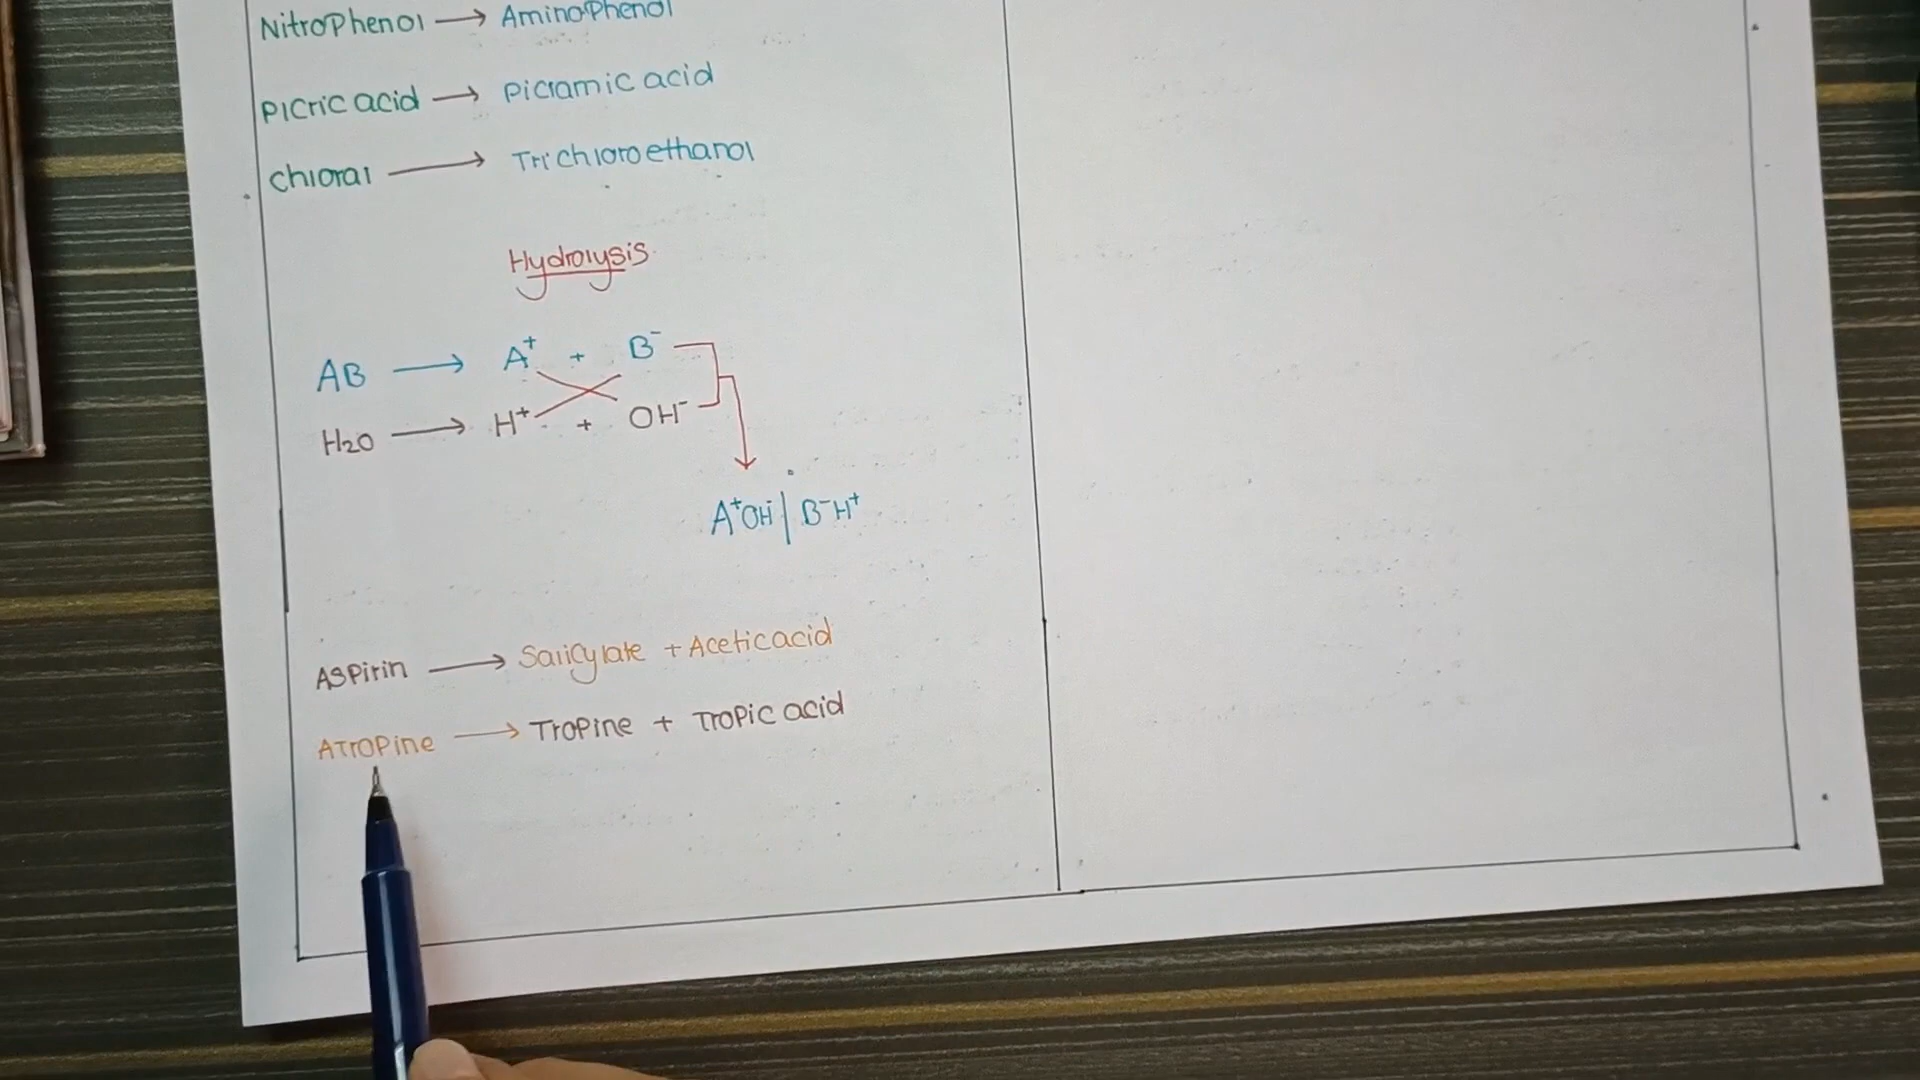 Nitrophenol → Aminophenol
Picric acid → Picramic acid
Chloral → Trichloroethanol
Hydrolysis
AB → A⁺ + B⁻
H₂O → H⁺ + OH⁻
A⁺OH⁻ | B⁻H⁺
Aspirin → Salicylate + Acetic acid
Atropine → Tropine + Tropic acid